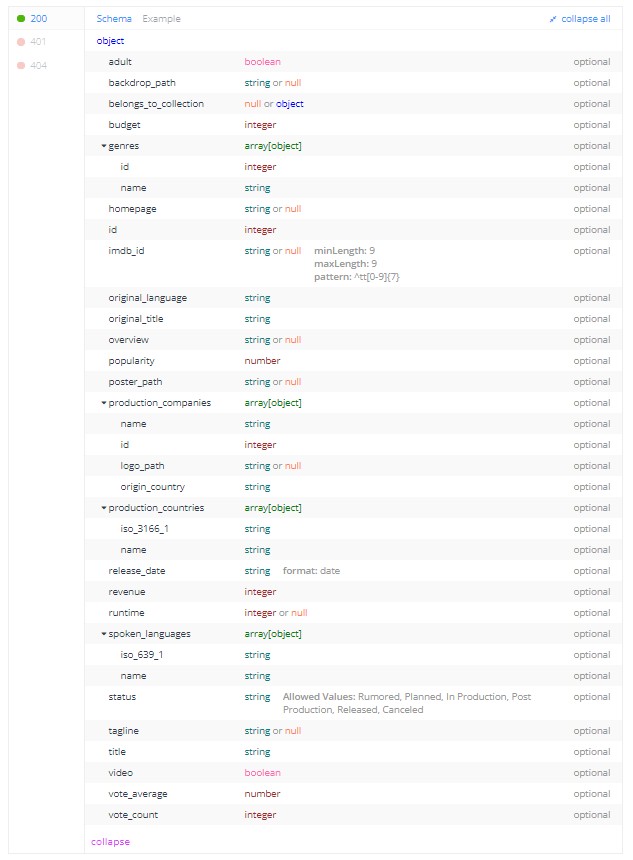 200 Schema Example collapse all
401 object
adult boolean optional
404
backdrop_path string or null optional
belongs_to_collection null or object optional
budget integer optional
genres array[object] optional
id integer optional
name string optional
homepage string or null optional
id integer optional
imdb_id string or null minLength: 9 optional
maxLength: 9
pattern: ^tt[0-9]{7}
original_language string optional
original_title string optional
overview string or null optional
popularity number optional
poster_path string or null optional
production_companies array[object] optional
name string optional
id integer optional
logo_path string or null optional
origin_country string optional
production_countries array[object] optional
iso_3166_1 string optional
name string optional
release_date string format: date optional
revenue integer optional
runtime integer or null optional
spoken_languages array[object] optional
iso_639_1 string optional
name string optional
status string Allowed Values: Rumored, Planned, In Production, Post optional
Production, Released, Canceled
tagline string or null optional
title string optional
video boolean optional
vote_average number optional
vote_count integer optional
collapse